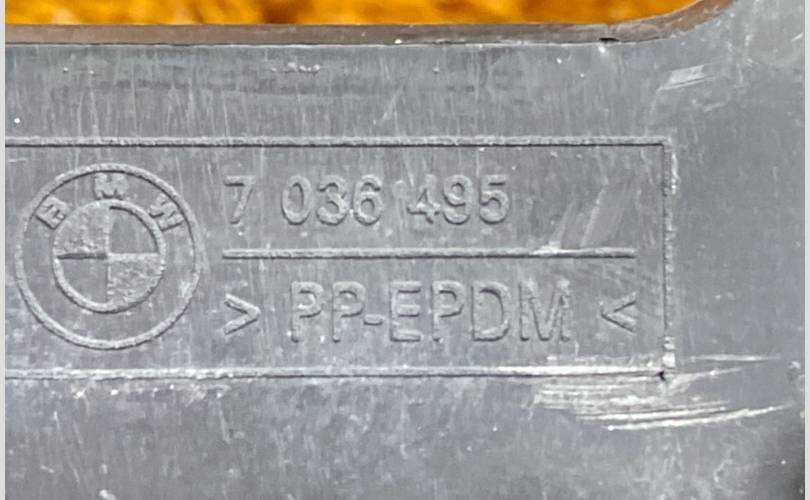 BMW
7 036 495
> PP-EPDM <